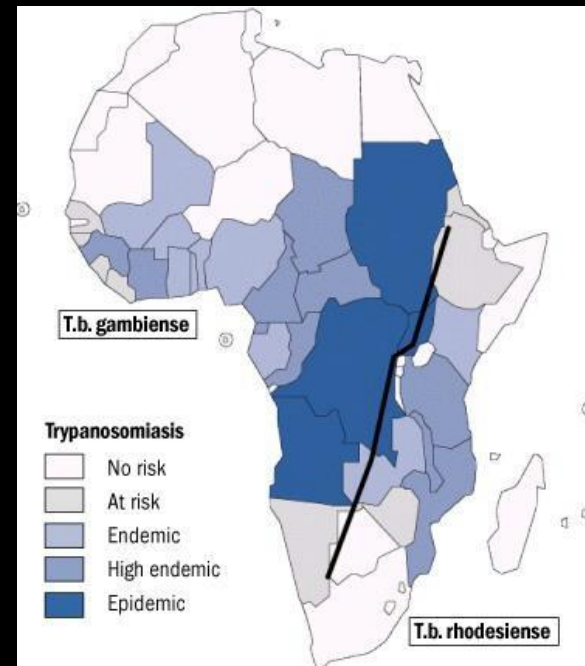 T.b. gambiense
Trypanosomiasis
No risk
At risk
Endemic
High endemic
Epidemic
T.b. rhodesiense